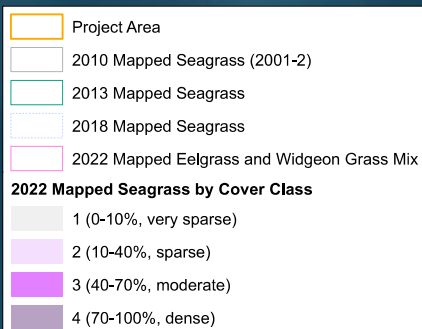 Project Area
2010 Mapped Seagrass (2001-2)
2013 Mapped Seagrass
2018 Mapped Seagrass
2022 Mapped Eelgrass and Widgeon Grass Mix
2022 Mapped Seagrass by Cover Class
1 (0-10%, very sparse)
2 (10-40%, sparse)
3 (40-70%, moderate)
4 (70-100%, dense)